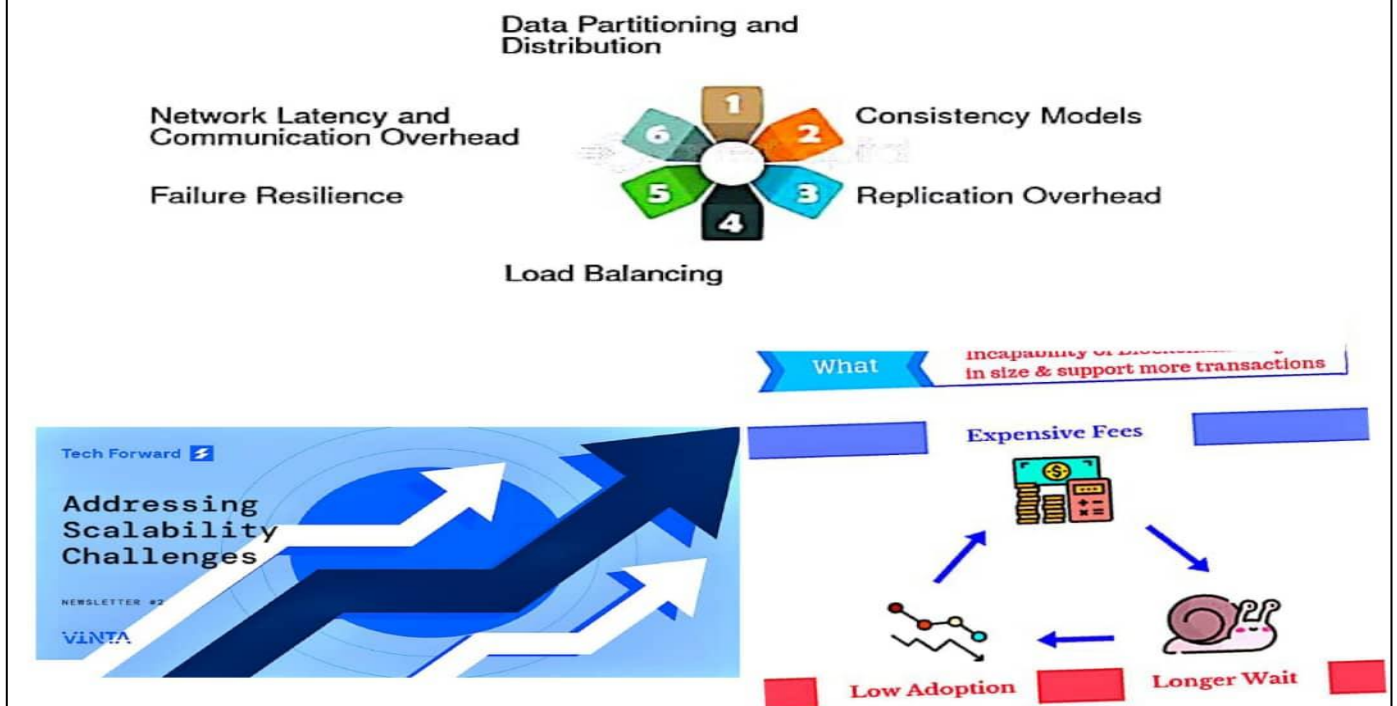 Data Partitioning and
Distribution
Network Latency and
Communication Overhead
1
6
2
Consistency Models
Failure Resilience
5
3
Replication Overhead
4
Load Balancing
What
in size & support more transactions
Tech Forward
Addressing
Scalability
Challenges
NEWSLETTER
VINTA
Expensive Fees
$
Low Adoption
Longer Wait